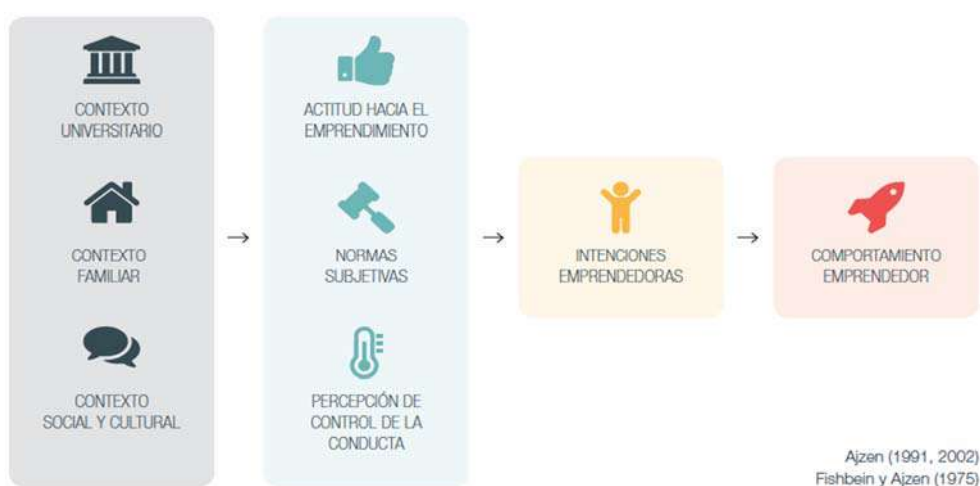 CONTEXTO
UNIVERSITARIO
CONTEXTO
FAMILIAR
CONTEXTO
SOCIAL Y CULTURAL
ACTITUD HACIA EL
EMPRENDIMIENTO
NORMAS
SUBJETIVAS
PERCEPCIÓN DE
CONTROL DE LA
CONDUCTA
INTENCIONES
EMPRENDEDORAS
COMPORTAMIENTO
EMPRENDEDOR
Ajzen (1991, 2002)
Fishbein y Ajzen (1975)